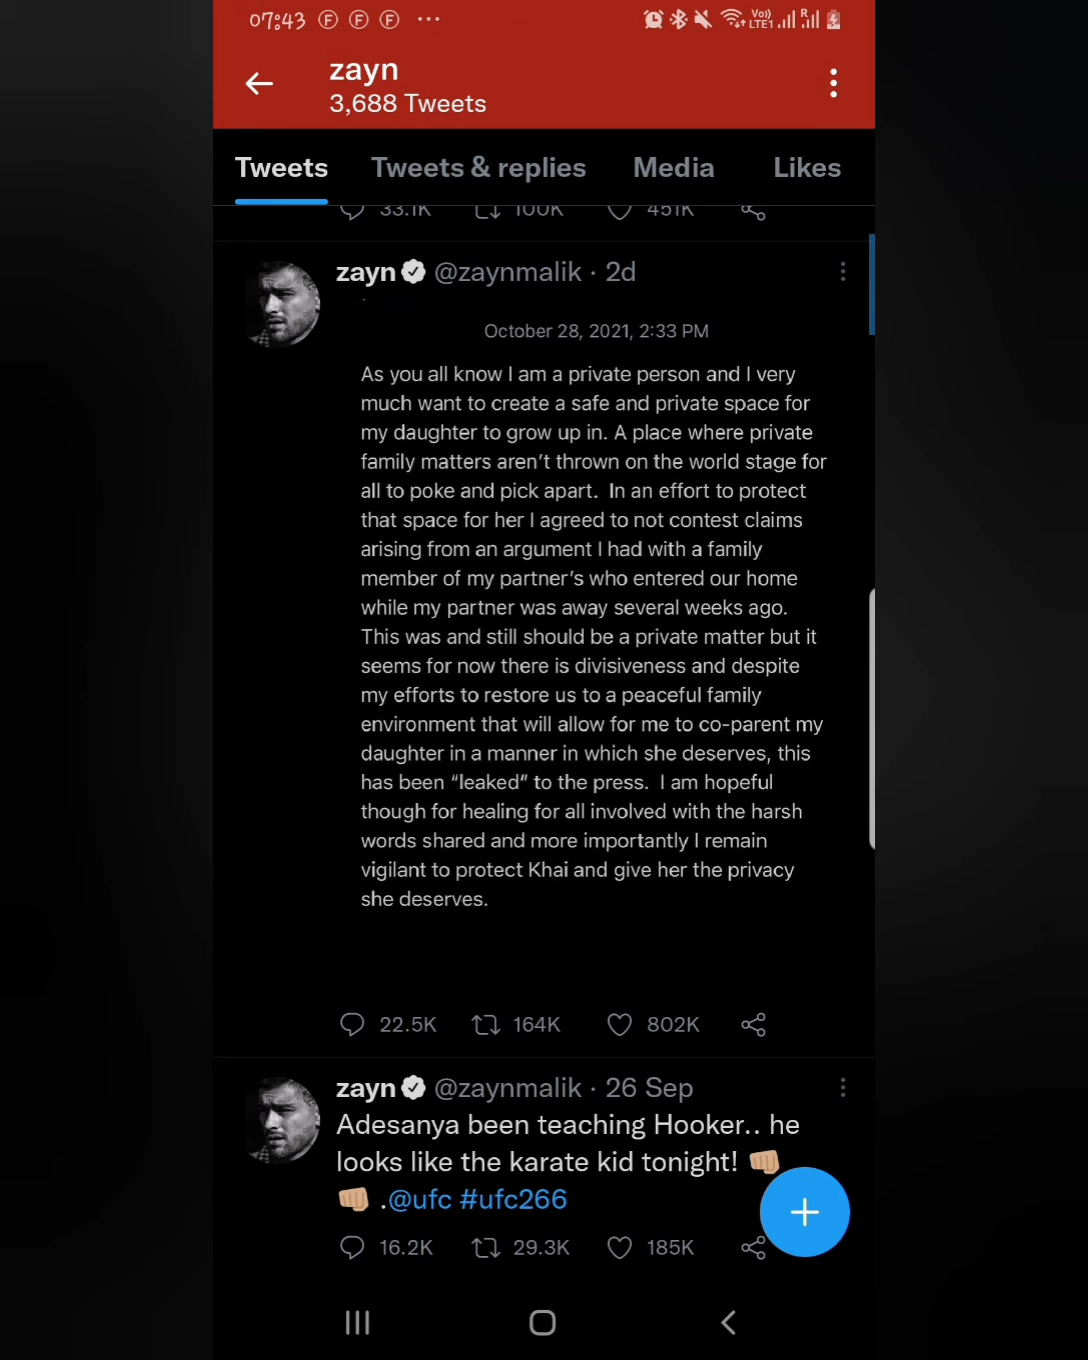 07:43 F F F ...
Vo)) R
LTE1
zayn
3,688 Tweets
Tweets Tweets & replies Media Likes
33.1K 100K 451K
zayn @zaynmalik · 2d
October 28, 2021, 2:33 PM
As you all know I am a private person and I very
much want to create a safe and private space for
my daughter to grow up in. A place where private
family matters aren't thrown on the world stage for
all to poke and pick apart. In an effort to protect
that space for her I agreed to not contest claims
arising from an argument I had with a family
member of my partner's who entered our home
while my partner was away several weeks ago.
This was and still should be a private matter but it
seems for now there is divisiveness and despite
my efforts to restore us to a peaceful family
environment that will allow for me to co-parent my
daughter in a manner in which she deserves, this
has been “leaked” to the press. I am hopeful
though for healing for all involved with the harsh
words shared and more importantly I remain
vigilant to protect Khai and give her the privacy
she deserves.
22.5K 164K 802K
zayn @zaynmalik · 26 Sep
Adesanya been teaching Hooker.. he
looks like the karate kid tonight! 👊🏼
👊🏼 .@ufc #ufc266
16.2K 29.3K 185K